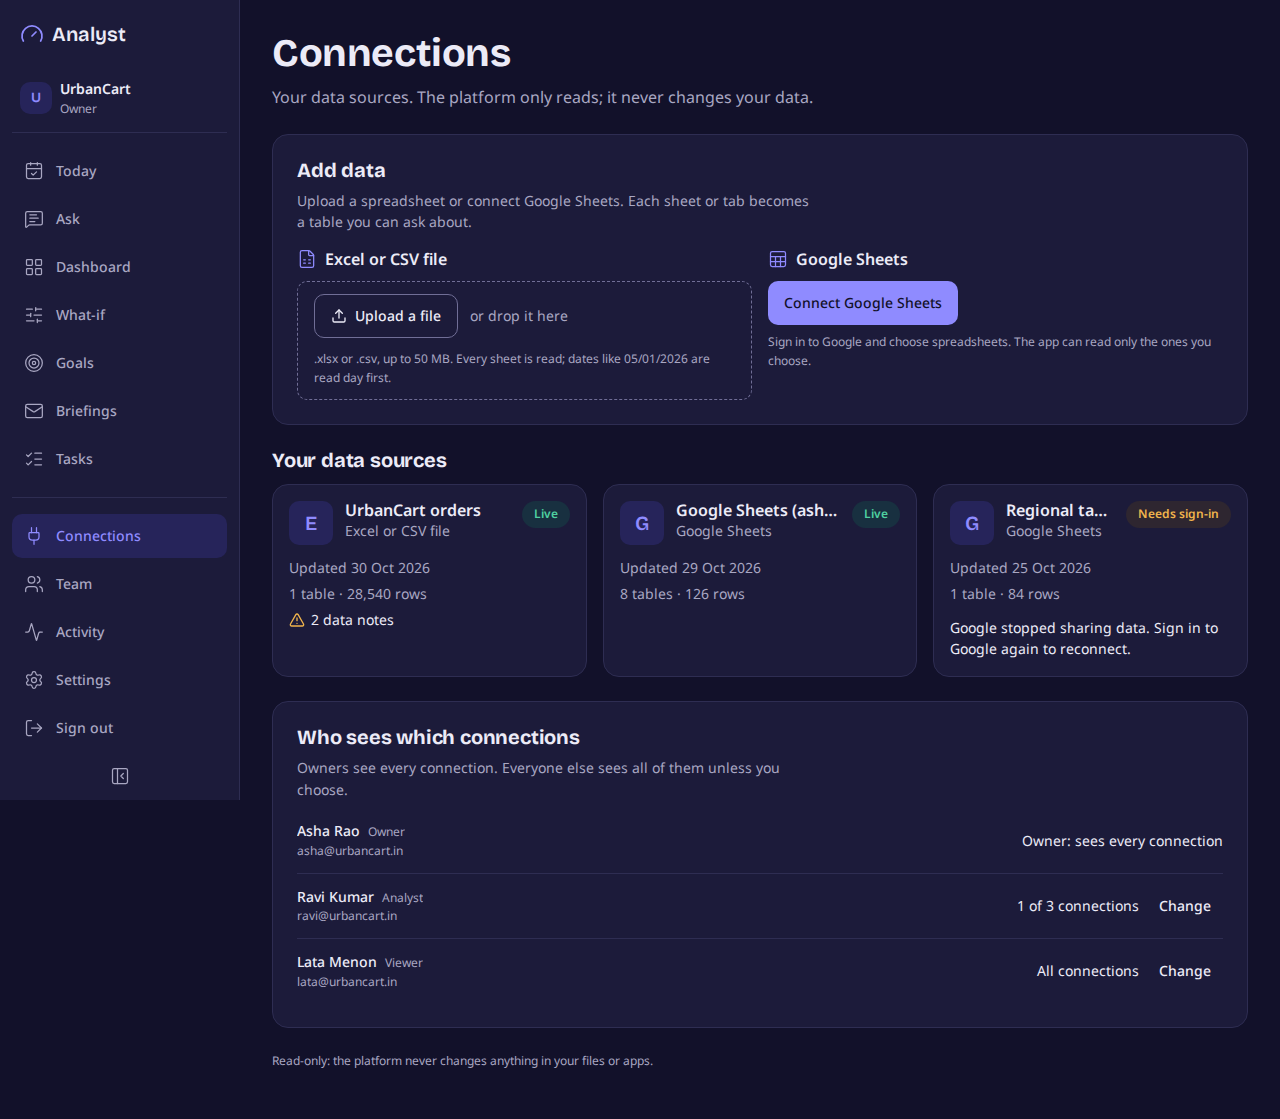 Analyst
U
UrbanCart
Owner
Today
Ask
Dashboard
What-if
Goals
Briefings
Tasks
Connections
Team
Activity
Settings
Sign out
Connections
Your data sources. The platform only reads; it never changes your data.
Add data
Upload a spreadsheet or connect Google Sheets. Each sheet or tab becomes
a table you can ask about.
Excel or CSV file
Upload a file
or drop it here
.xlsx or .csv, up to 50 MB. Every sheet is read; dates like 05/01/2026 are
read day first.
Google Sheets
Connect Google Sheets
Sign in to Google and choose spreadsheets. The app can read only the ones you
choose.
Your data sources
E
UrbanCart orders
Excel or CSV file
Live
Updated 30 Oct 2026
1 table · 28,540 rows
2 data notes
G
Google Sheets (ash...
Google Sheets
Live
Updated 29 Oct 2026
8 tables · 126 rows
G
Regional ta...
Google Sheets
Needs sign-in
Updated 25 Oct 2026
1 table · 84 rows
Google stopped sharing data. Sign in to
Google again to reconnect.
Who sees which connections
Owners see every connection. Everyone else sees all of them unless you
choose.
Asha Rao Owner
asha@urbancart.in
Owner: sees every connection
Ravi Kumar Analyst
ravi@urbancart.in
1 of 3 connections Change
Lata Menon Viewer
lata@urbancart.in
All connections Change
Read-only: the platform never changes anything in your files or apps.